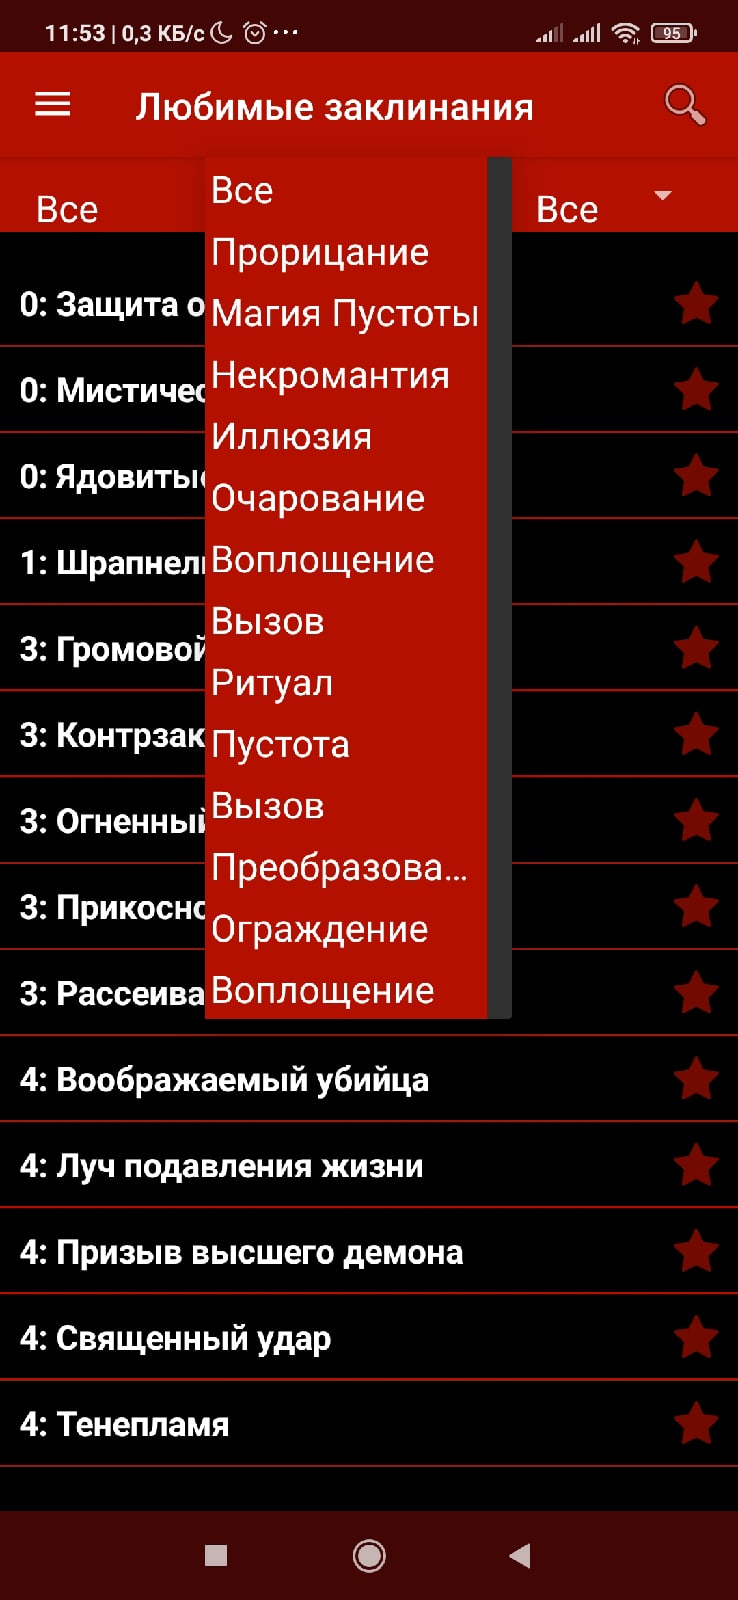 11:53 | 0,3 КБ/с
95
Любимые заклинания
Все
Все
Все
Прорицание
Магия Пустоты
Некромантия
Иллюзия
Очарование
Воплощение
Вызов
Ритуал
Пустота
Вызов
Преобразова...
Ограждение
Воплощение
0: Защита о
0: Мистичес
0: Ядовиты
1: Шрапнел
3: Громовой
3: Контрзак
3: Огненный
3: Прикосно
3: Рассеива
4: Воображаемый убийца
4: Луч подавления жизни
4: Призыв высшего демона
4: Священный удар
4: Тенепламя